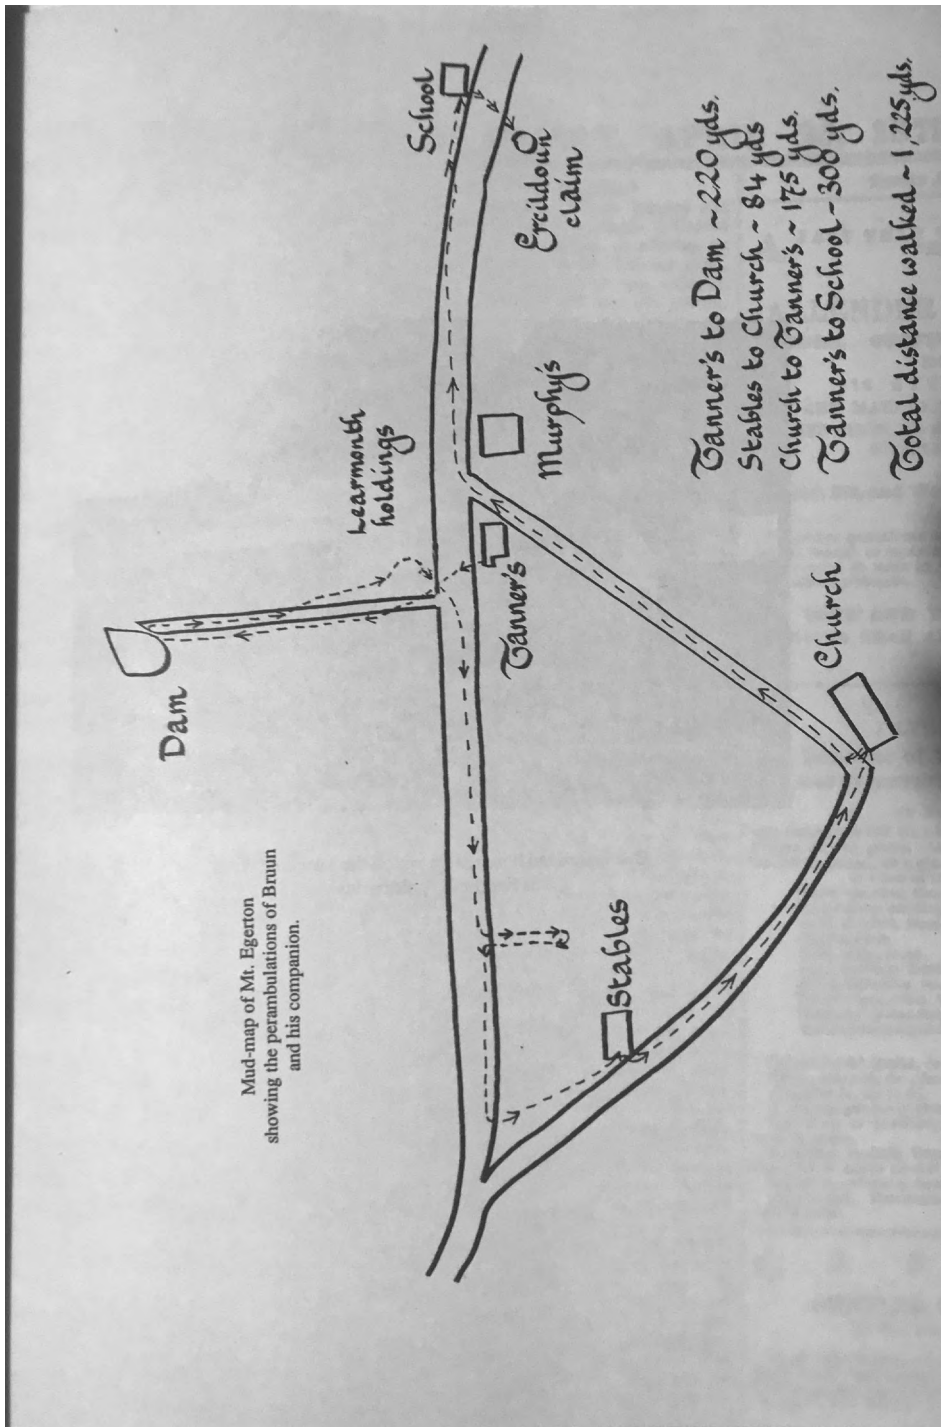 Mud-map of Mt. Egerton
showing the perambulations of Bruun
and his companion.
Dam
Learmonth
holdings
School
Ercildoun
claim
Murphy's
Tanner's
Stables
Church
Tanner's to Dam ~ 220 yds.
Stables to Church ~ 84 yds
Church to Tanner's ~ 175 yds.
Tanner's to School ~ 300 yds.
Total distance walked ~ 1,225 yds.